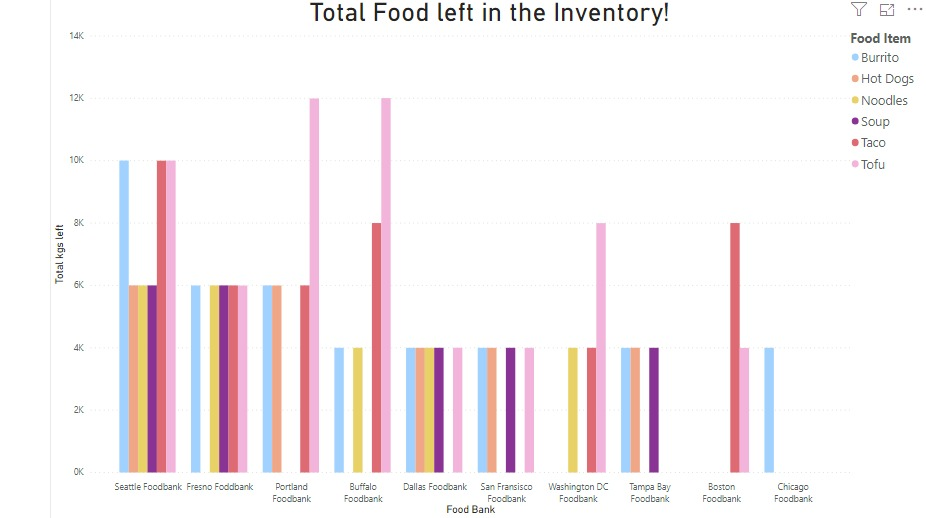 Total Food left in the Inventory!
Food Item
Burrito
Hot Dogs
Noodles
Soup
Taco
Tofu
14K
12K
10K
8K
6K
4K
2K
0K
Total kgs left
Seattle Foodbank
Fresno Foddbank
Portland
Foodbank
Buffalo
Foodbank
Dallas Foodbank
San Fransisco
Foodbank
Washington DC
Foodbank
Tampa Bay
Foodbank
Boston
Foodbank
Chicago
Foodbank
Food Bank